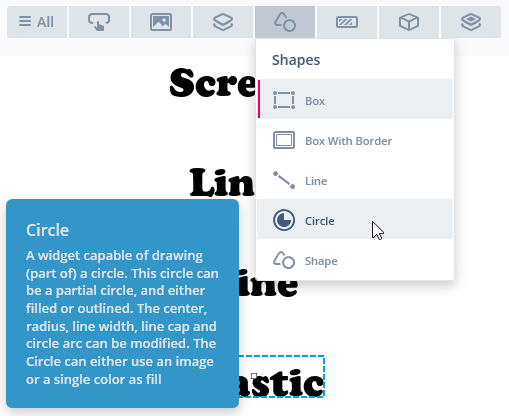 All
Scre
Shapes
Box
Box With Border
Lin
Line
Circle
Shape
ine
astic
Circle
A widget capable of drawing
(part of) a circle. This circle can
be a partial circle, and either
filled or outlined. The center,
radius, line width, line cap and
circle arc can be modified. The
Circle can either use an image
or a single color as fill